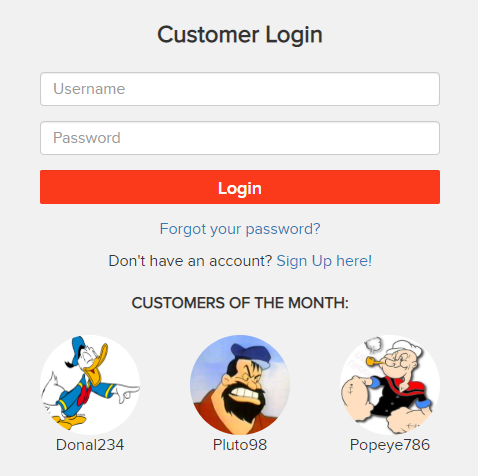 Customer Login
Username
Password
Login
Forgot your password?
Don't have an account? Sign Up here!
CUSTOMERS OF THE MONTH:
Donal234 Pluto98 Popeye786